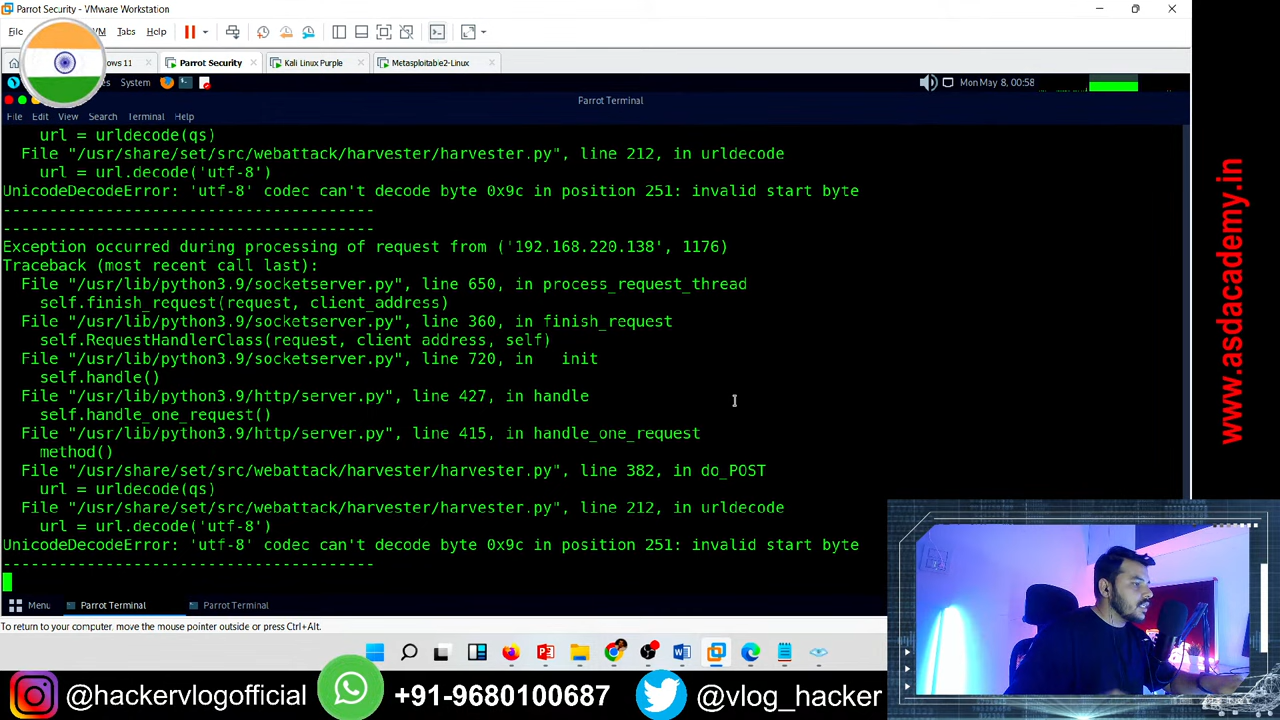 Parrot Security - VMware Workstation
File VM Tabs Help
11 Parrot Security Kali Linux Purple Metasploitable2-Linux
System Mon May 8, 00:58
Parrot Terminal
File Edit View Search Terminal Help
url = urldecode(qs)
File "/usr/share/set/src/webattack/harvester/harvester.py", line 212, in urldecode
url = url.decode('utf-8')
UnicodeDecodeError: 'utf-8' codec can't decode byte 0x9c in position 251: invalid start byte
----------------------------------------
----------------------------------------
Exception occurred during processing of request from ('192.168.220.138', 1176)
Traceback (most recent call last):
File "/usr/lib/python3.9/socketserver.py", line 650, in process_request_thread
self.finish_request(request, client_address)
File "/usr/lib/python3.9/socketserver.py", line 360, in finish_request
self.RequestHandlerClass(request, client address, self)
File "/usr/lib/python3.9/socketserver.py", line 720, in init
self.handle()
File "/usr/lib/python3.9/http/server.py", line 427, in handle
self.handle_one_request()
File "/usr/lib/python3.9/http/server.py", line 415, in handle_one_request
method()
File "/usr/share/set/src/webattack/harvester/harvester.py", line 382, in do_POST
url = urldecode(qs)
File "/usr/share/set/src/webattack/harvester/harvester.py", line 212, in urldecode
url = url.decode('utf-8')
UnicodeDecodeError: 'utf-8' codec can't decode byte 0x9c in position 251: invalid start byte
----------------------------------------
Menu Parrot Terminal Parrot Terminal
To return to your computer, move the mouse pointer outside or press Ctrl+Alt.
www.asdacademy.in
@hackervlogofficial +91-9680100687 @vlog_hacker